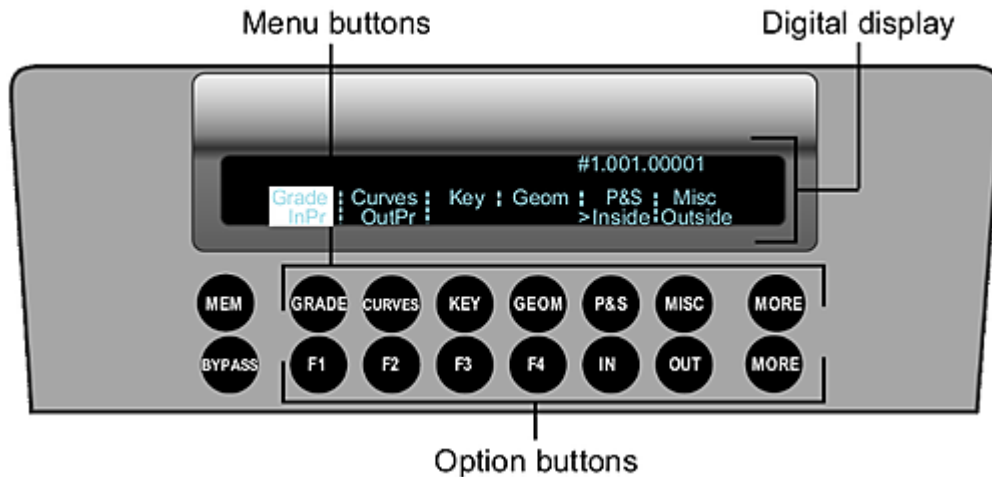 Menu buttons
Digital display
#1.001.00001
Grade Curves Key Geom P&S Misc
InPr OutPr >Inside Outside
MEM GRADE CURVES KEY GEOM P&S MISC MORE
BYPASS F1 F2 F3 F4 IN OUT MORE
Option buttons